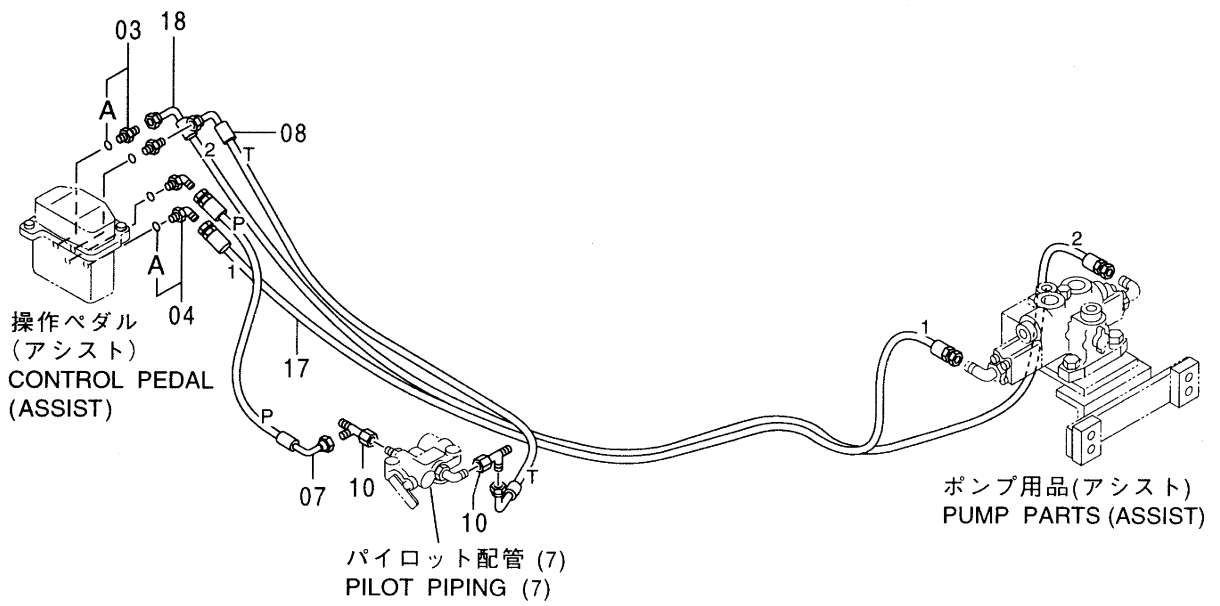 18
03
A
08
2
T
P
A
1
04
操作ペダル
(アシスト)
CONTROL PEDAL
(ASSIST)
17
2
1
P
07
10
10
T
ポンプ用品(アシスト)
PUMP PARTS (ASSIST)
パイロット配管 (7)
PILOT PIPING (7)